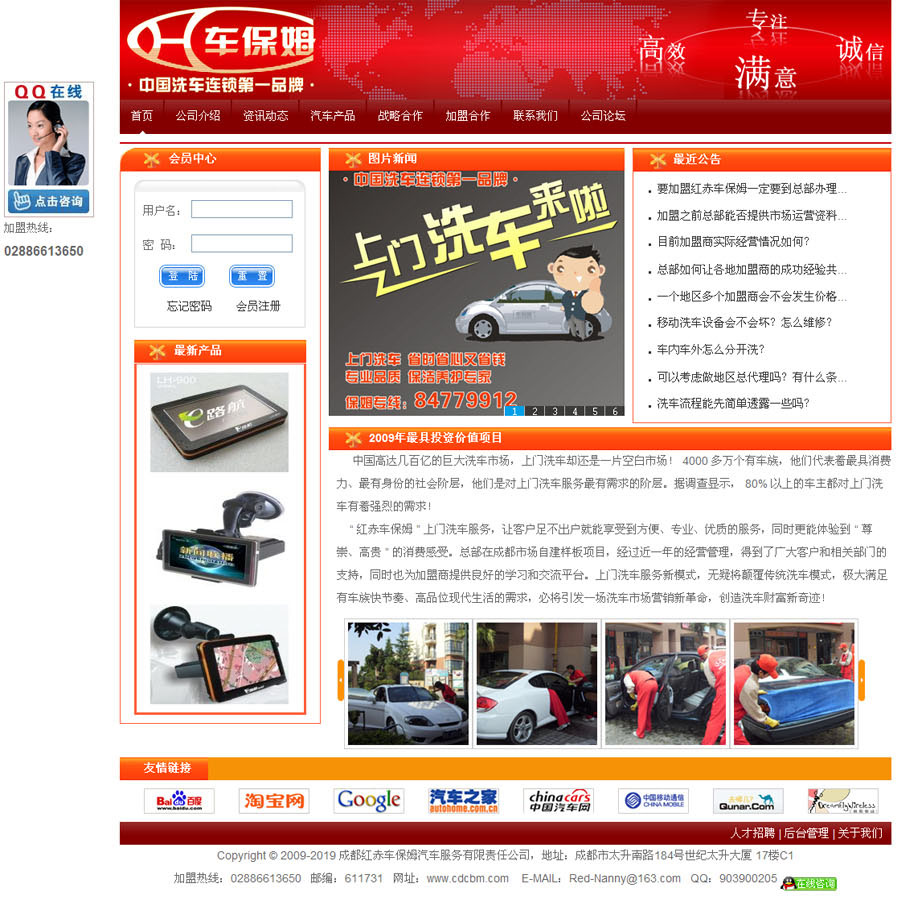 车保姆
·中国洗车连锁第一品牌·
专注
高效
诚信
满意
首页 公司介绍 资讯动态 汽车产品 战略合作 加盟合作 联系我们 公司论坛
QQ在线
点击咨询
加盟热线：
02886613650
会员中心
用户名：
密 码：
登 陆 重 置
忘记密码 会员注册
最新产品
LH-900
e路航
图片新闻
·中国洗车连锁第一品牌·
上门洗车来啦
上门洗车 省时省心又省钱
专业品质 保洁养护专家
保姆专线：84779912
1 2 3 4 5 6
最近公告
要加盟红赤车保姆一定要到总部办理...
加盟之前总部能否提供市场运营资料...
目前加盟商实际经营情况如何？
总部如何让各地加盟商的成功经验共...
一个地区多个加盟商会不会发生价格...
移动洗车设备会不会坏？怎么维修？
车内车外怎么分开洗？
可以考虑做地区总代理吗？有什么条...
洗车流程能先简单透露一些吗？
2009年最具投资价值项目
中国高达几百亿的巨大洗车市场，上门洗车却还是一片空白市场！ 4000 多万个有车族，他们代表着最具消费
力、最有身份的社会阶层，他们是对上门洗车服务最有需求的阶层。据调查显示， 80% 以上的车主都对上门洗
车有着强烈的需求！
“ 红赤车保姆 ” 上门洗车服务，让客户足不出户就能享受到方便、专业、优质的服务，同时更能体验到 “ 尊
崇、高贵 ” 的消费感受。总部在成都市场自建样板项目，经过近一年的经营管理，得到了广大客户和相关部门的
支持，同时也为加盟商提供良好的学习和交流平台。上门洗车服务新模式，无疑将颠覆传统洗车模式，极大满足
有车族快节奏、高品位现代生活的需求，必将引发一场洗车市场营销新革命，创造洗车财富新奇迹！
友情链接
Bai du 百度
www.baidu.com
淘宝网
Google
汽车之家
autohome.com.cn
chinacars
中国汽车网
中国移动通信
CHINA MOBILE
去哪儿？
Qunar.Com
人才招聘 | 后台管理 | 关于我们
Copyright © 2009-2019 成都红赤车保姆汽车服务有限责任公司，地址：成都市太升南路184号世纪太升大厦 17楼C1
加盟热线：02886613650 邮编：611731 网址：www.cdcbm.com E-MAIL：Red-Nanny@163.com QQ：903900205 在线咨询